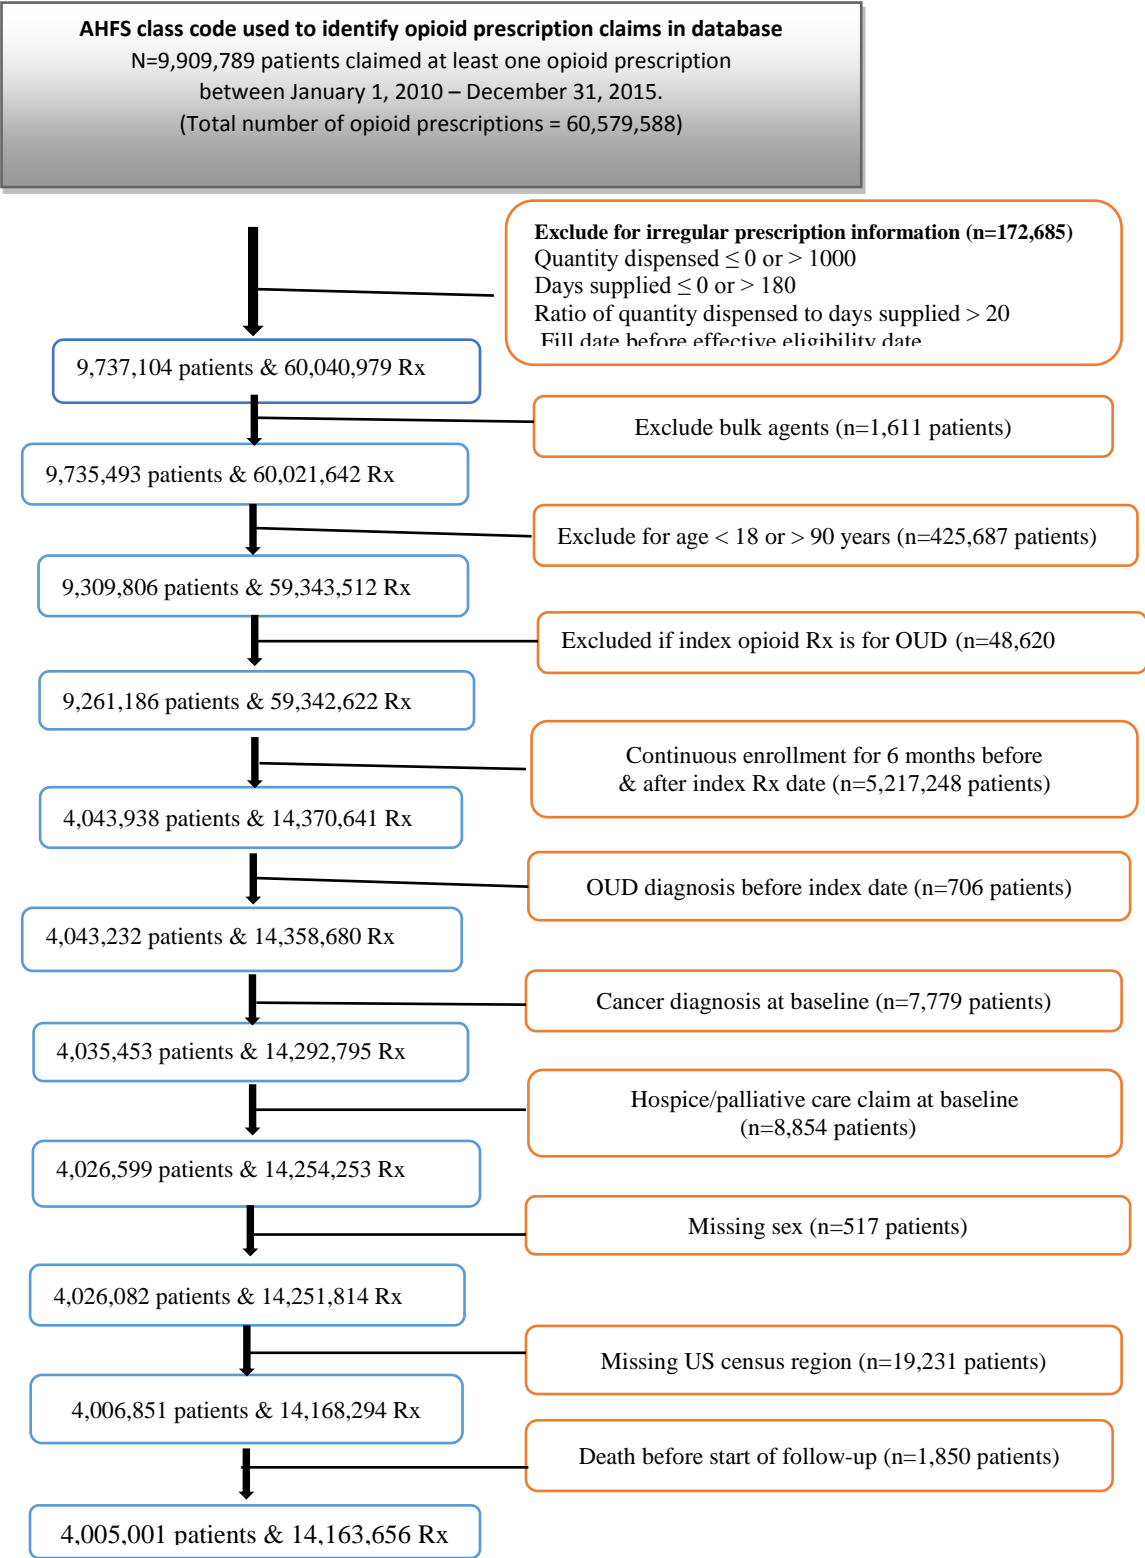 AHFS class code used to identify opioid prescription claims in database
N=9,909,789 patients claimed at least one opioid prescription
between January 1, 2010 – December 31, 2015.
(Total number of opioid prescriptions = 60,579,588)
Exclude for irregular prescription information (n=172,685)
Quantity dispensed ≤ 0 or > 1000
Days supplied ≤ 0 or > 180
Ratio of quantity dispensed to days supplied > 20
Fill date before effective eligibility date
9,737,104 patients & 60,040,979 Rx
Exclude bulk agents (n=1,611 patients)
9,735,493 patients & 60,021,642 Rx
Exclude for age < 18 or > 90 years (n=425,687 patients)
9,309,806 patients & 59,343,512 Rx
Excluded if index opioid Rx is for OUD (n=48,620
9,261,186 patients & 59,342,622 Rx
Continuous enrollment for 6 months before
& after index Rx date (n=5,217,248 patients)
4,043,938 patients & 14,370,641 Rx
OUD diagnosis before index date (n=706 patients)
4,043,232 patients & 14,358,680 Rx
Cancer diagnosis at baseline (n=7,779 patients)
4,035,453 patients & 14,292,795 Rx
Hospice/palliative care claim at baseline
(n=8,854 patients)
4,026,599 patients & 14,254,253 Rx
Missing sex (n=517 patients)
4,026,082 patients & 14,251,814 Rx
Missing US census region (n=19,231 patients)
4,006,851 patients & 14,168,294 Rx
Death before start of follow-up (n=1,850 patients)
4,005,001 patients & 14,163,656 Rx